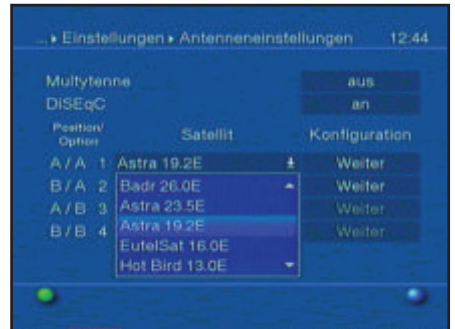 ...▸Einstellungen▸Antenneneinstellungen 12:44
Multytenne aus
DiSEqC an
Position/
Option Satellit Konfiguration
A/A 1 Astra 19.2E Weiter
B/A 2 Badr 26.0E Weiter
A/B 3 Astra 23.5E Weiter
Astra 19.2E
B/B 4 Weiter
EutelSat 16.0E
Hot Bird 13.0E